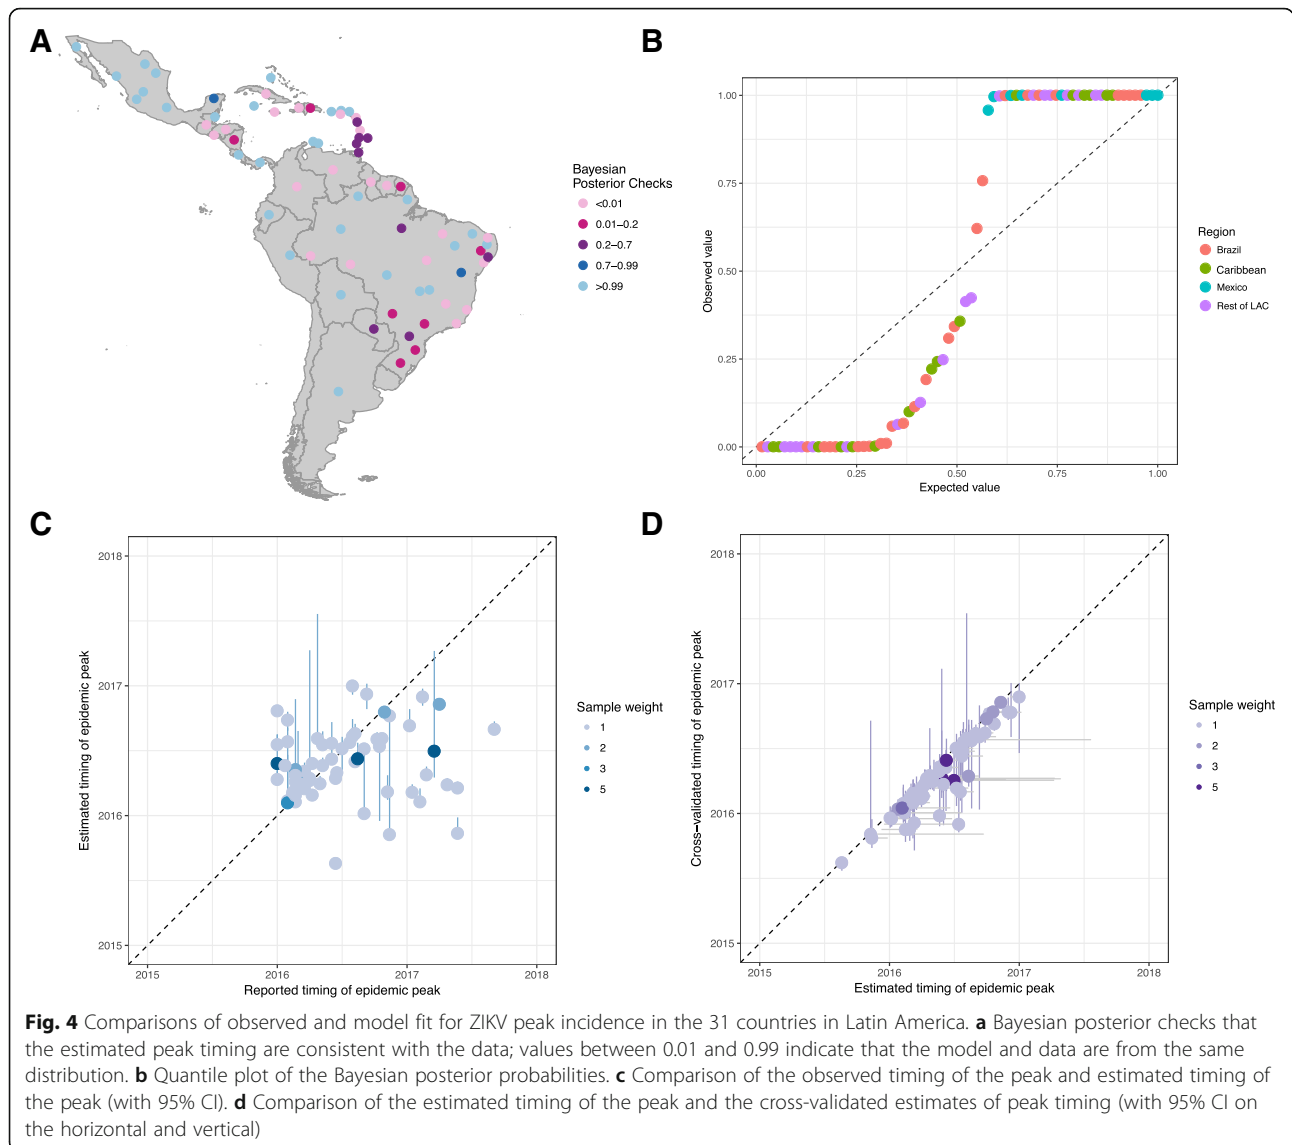 A
Bayesian
Posterior Checks
<0.01
0.01–0.2
0.2–0.7
0.7–0.99
>0.99
B
Observed value
1.00
0.75
0.50
0.25
0.00
0.00 0.25 0.50 0.75 1.00
Expected value
Region
Brazil
Caribbean
Mexico
Rest of LAC
C
Estimated timing of epidemic peak
2018
2017
2016
2015
2015 2016 2017 2018
Reported timing of epidemic peak
Sample weight
1
2
3
5
D
Cross−validated timing of epidemic peak
2018
2017
2016
2015
2015 2016 2017 2018
Estimated timing of epidemic peak
Sample weight
1
2
3
5
Fig. 4 Comparisons of observed and model fit for ZIKV peak incidence in the 31 countries in Latin America. a Bayesian posterior checks that
the estimated peak timing are consistent with the data; values between 0.01 and 0.99 indicate that the model and data are from the same
distribution. b Quantile plot of the Bayesian posterior probabilities. c Comparison of the observed timing of the peak and estimated timing of
the peak (with 95% CI). d Comparison of the estimated timing of the peak and the cross-validated estimates of peak timing (with 95% CI on
the horizontal and vertical)